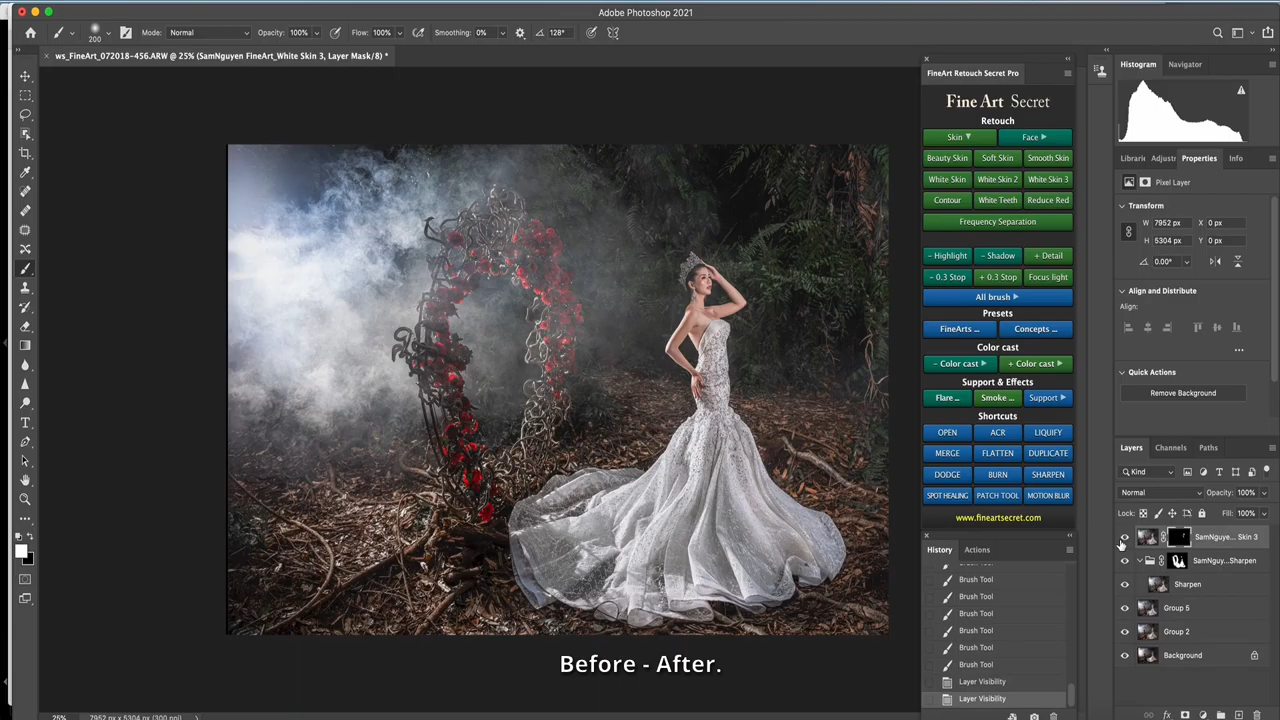 Adobe Photoshop 2021
200
Mode: Normal Opacity: 100% Flow: 100% Smoothing: 0% 128°
ws_FineArt_072018-456.ARW @ 25% (SamNguyen FineArt_White Skin 3, Layer Mask/8) *
FineArt Retouch Secret Pro
Fine Art Secret
Retouch
Skin Face
Beauty Skin Soft Skin Smooth Skin
White Skin White Skin 2 White Skin 3
Contour White Teeth Reduce Red
Frequency Separation
- Highlight - Shadow + Detail
- 0.3 Stop + 0.3 Stop Focus light
All brush
Presets
FineArts ... Concepts ...
Color cast
- Color cast + Color cast
Support & Effects
Flare ... Smoke ... Support
Shortcuts
OPEN ACR LIQUIFY
MERGE FLATTEN DUPLICATE
DODGE BURN SHARPEN
SPOT HEALING PATCH TOOL MOTION BLUR
www.fineartsecret.com
History Actions
Brush Tool
Brush Tool
Brush Tool
Brush Tool
Brush Tool
Brush Tool
Layer Visibility
Layer Visibility
Histogram Navigator
Librari Adjustr Properties Info
Pixel Layer
Transform
W 7952 px X 0 px
H 5304 px Y 0 px
0.00°
Align and Distribute
Align:
Quick Actions
Remove Background
Layers Channels Paths
Kind
Normal Opacity: 100%
Lock: Fill: 100%
SamNguye... Skin 3
SamNguy...Sharpen
Sharpen
Group 5
Group 2
Background
Before - After.
25% 7952 px x 5304 px (300 ppi)